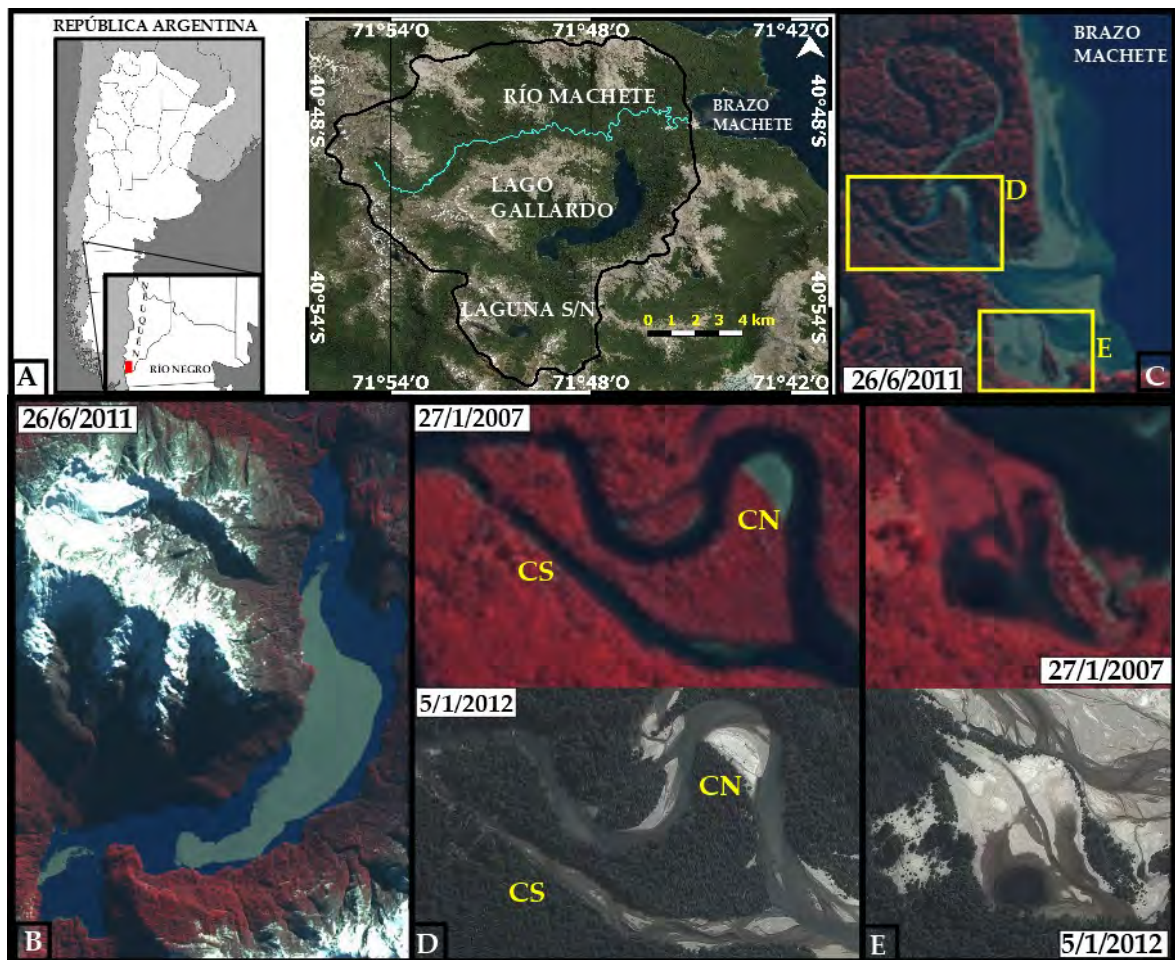 REPÚBLICA ARGENTINA
NEUQUEN
RÍO NEGRO
A
71°54'O 71°48'O 71°42'O
40°48'S
40°48'S
RÍO MACHETE
BRAZO
MACHETE
LAGO
GALLARDO
LAGUNA S/N
0 1 2 3 4 km
40°54'S
40°54'S
71°54'O 71°48'O 71°42'O
BRAZO
MACHETE
D
E
26/6/2011
C
26/6/2011
B
27/1/2007
CN
CS
5/1/2012
CN
CS
D
27/1/2007
E
5/1/2012